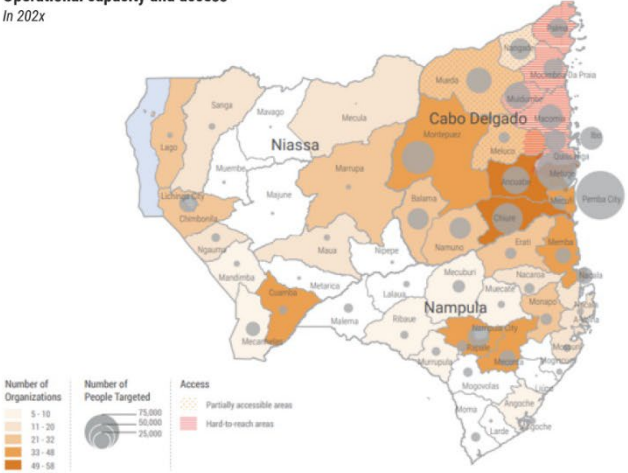 Operational capacity and access
In 202x
Palma
Nangade
Mueda
Mocimboa Da Praia
Muidumbe
Sanga
Mavago
Mecula
Cabo Delgado
Macomia
Montepuez
Niassa
Lago
Meluco
Ibo
Quissanga
Muembe
Marrupa
Ancuabe
Metuge
Lichinga City
Majune
Balama
Mecufi
Pemba City
Chimbonila
Chiure
Namuno
Erati
Memba
Ngauma
Maua
Nipepe
Mandimba
Metarica
Mecuburi
Nacaroa
Nacala
Cuamba
Lalaua
Muecate
Nampula
Monapo
Malema
Ribaue
Nampula City
Mecanhelas
Rapale
Murrupula
Meconta
Mogovolas
Liupo
Moma
Angoche
Larde
Number of
Organizations
5 - 10
11 - 20
21 - 32
33 - 48
49 - 58
Number of
People Targeted
75,000
50,000
25,000
Access
Partially accessible areas
Hard-to-reach areas